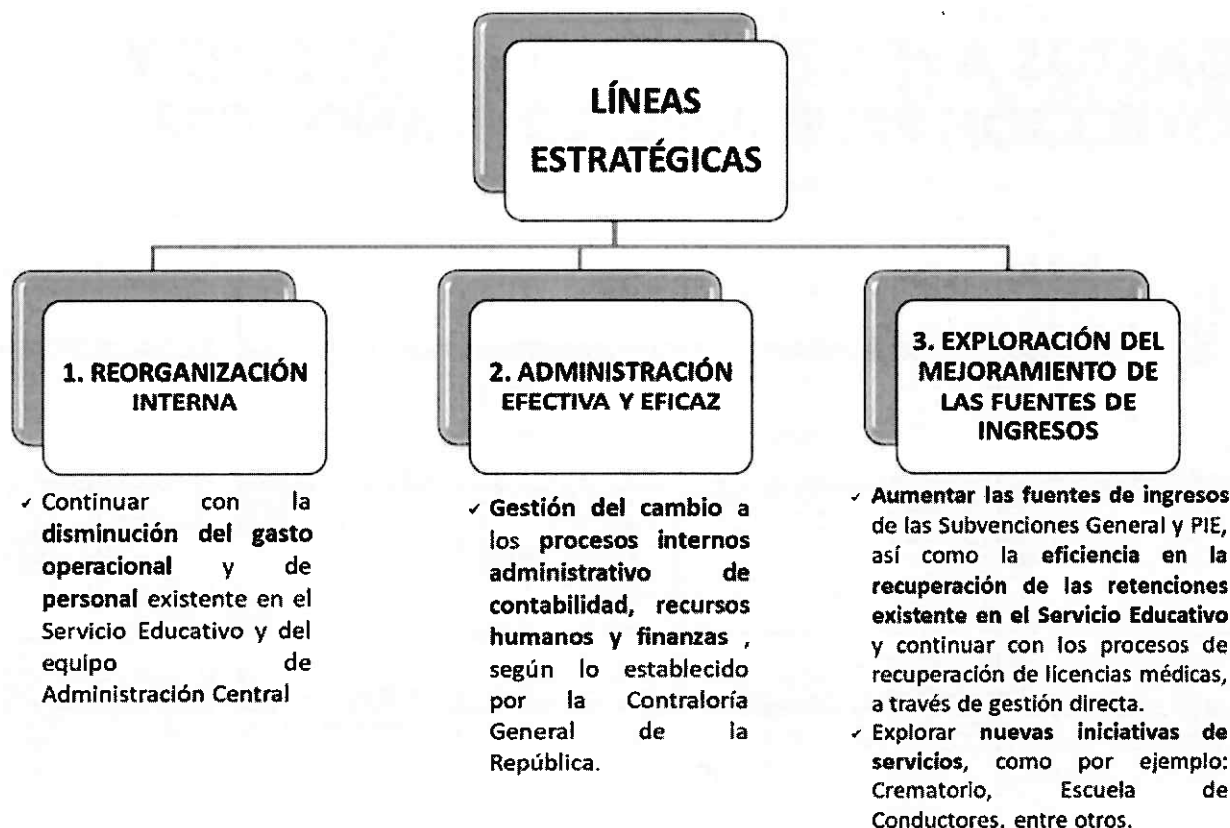 LÍNEAS
ESTRATÉGICAS
1. REORGANIZACIÓN
INTERNA
✓ Continuar con la
disminución del gasto
operacional y de
personal existente en el
Servicio Educativo y del
equipo de
Administración Central
2. ADMINISTRACIÓN
EFECTIVA Y EFICAZ
✓ Gestión del cambio a
los procesos internos
administrativo de
contabilidad, recursos
humanos y finanzas ,
según lo establecido
por la Contraloría
General de la
República.
3. EXPLORACIÓN DEL
MEJORAMIENTO DE
LAS FUENTES DE
INGRESOS
✓ Aumentar las fuentes de ingresos
de las Subvenciones General y PIE,
así como la eficiencia en la
recuperación de las retenciones
existente en el Servicio Educativo
y continuar con los procesos de
recuperación de licencias médicas,
a través de gestión directa.
✓ Explorar nuevas iniciativas de
servicios, como por ejemplo:
Crematorio, Escuela de
Conductores, entre otros.